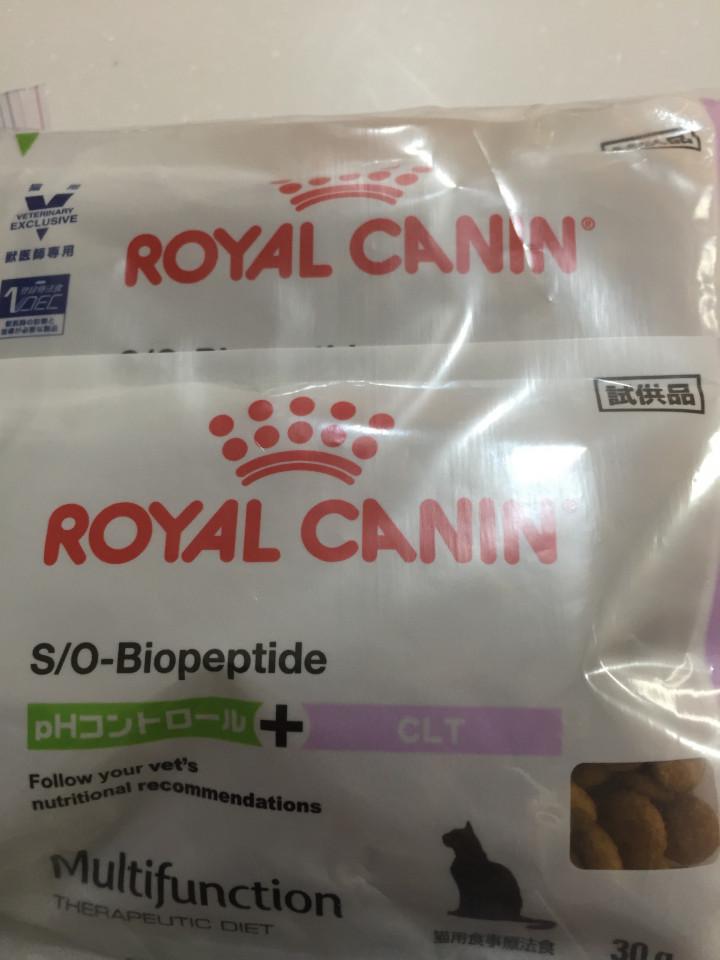 VETERINARY
EXCLUSIVE
獣医師専用
ROYAL CANIN®
試供品
ROYAL CANIN
S/O-Biopeptide
pHコントロール + CLT
Follow your vet's
nutritional recommendations
Multifunction
THERAPEUTIC DIET
猫用食事療法食
30 g